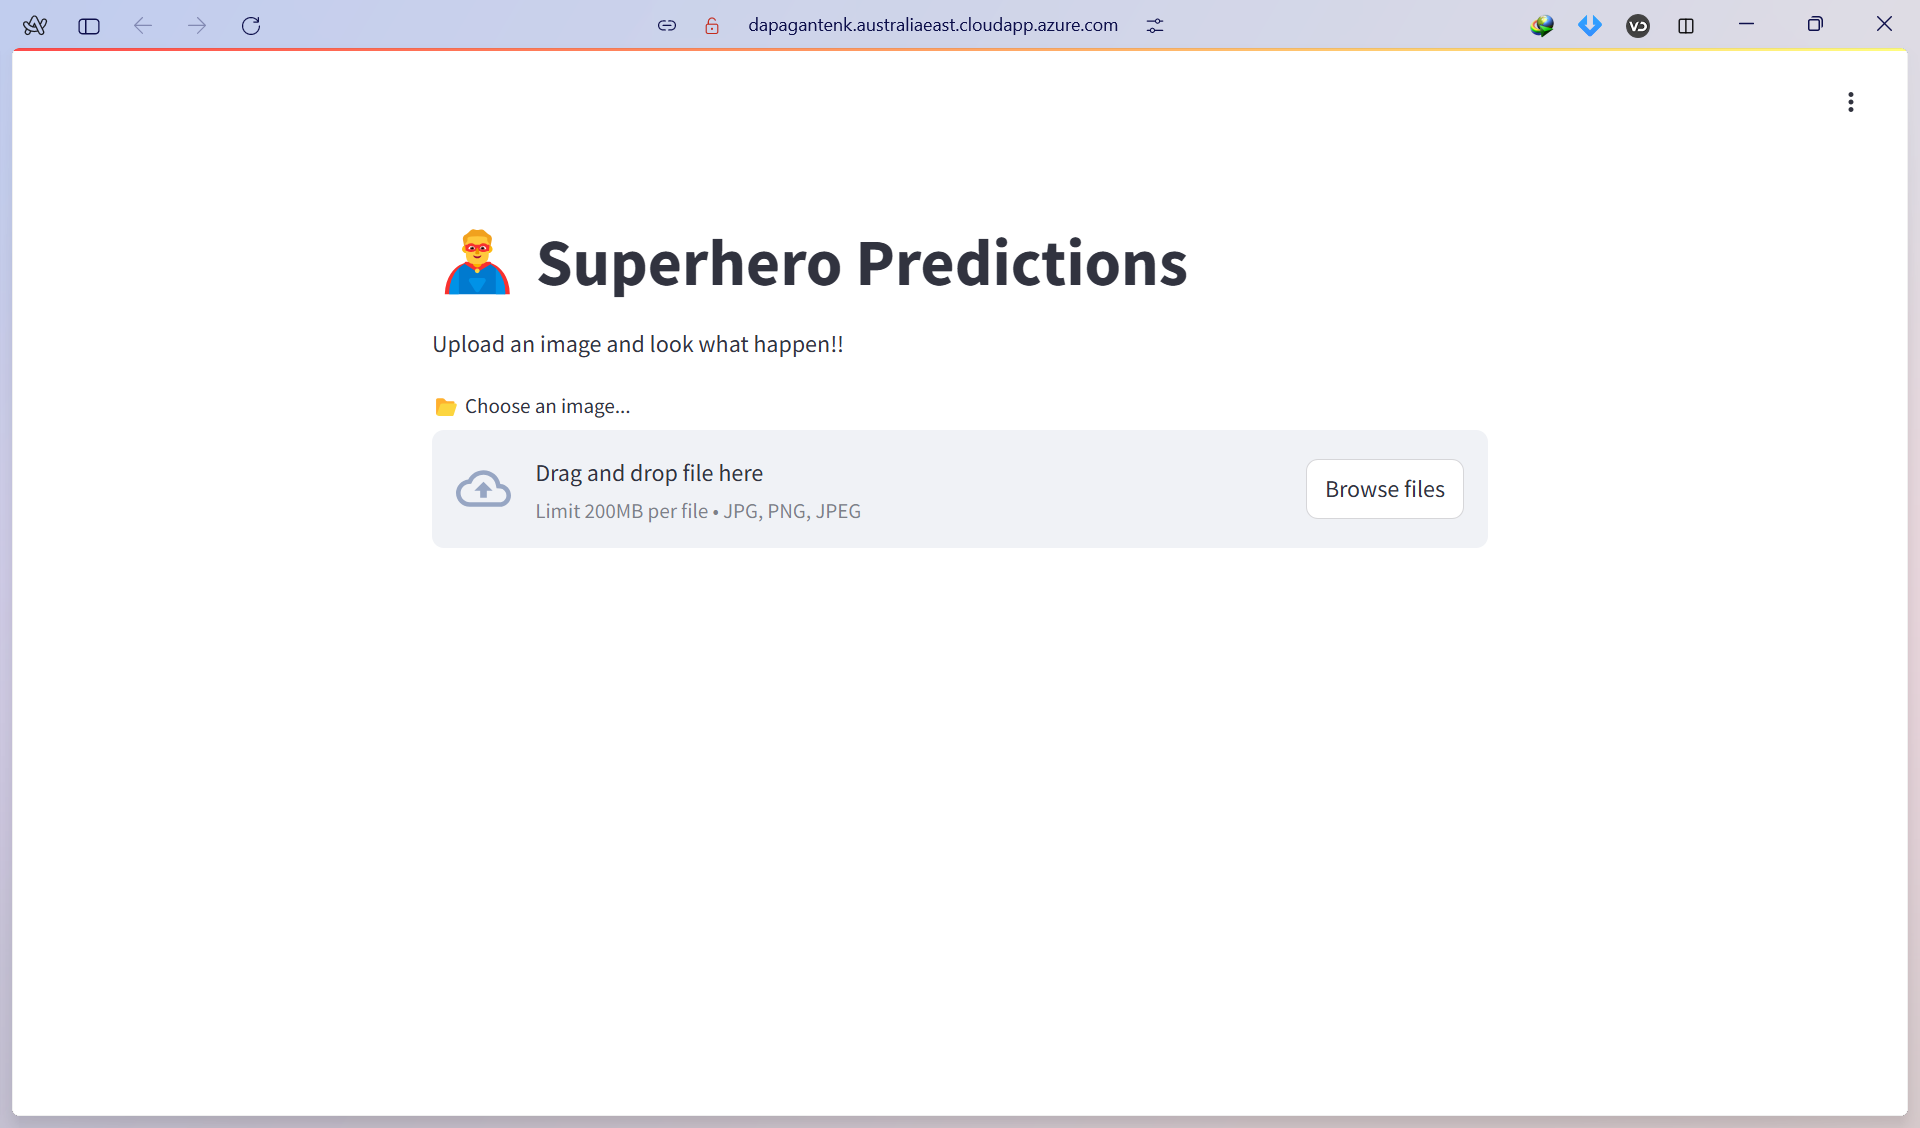 dapagantenk.australiaeast.cloudapp.azure.com
VD
Superhero Predictions
Upload an image and look what happen!!
Choose an image...
Drag and drop file here
Limit 200MB per file • JPG, PNG, JPEG
Browse files